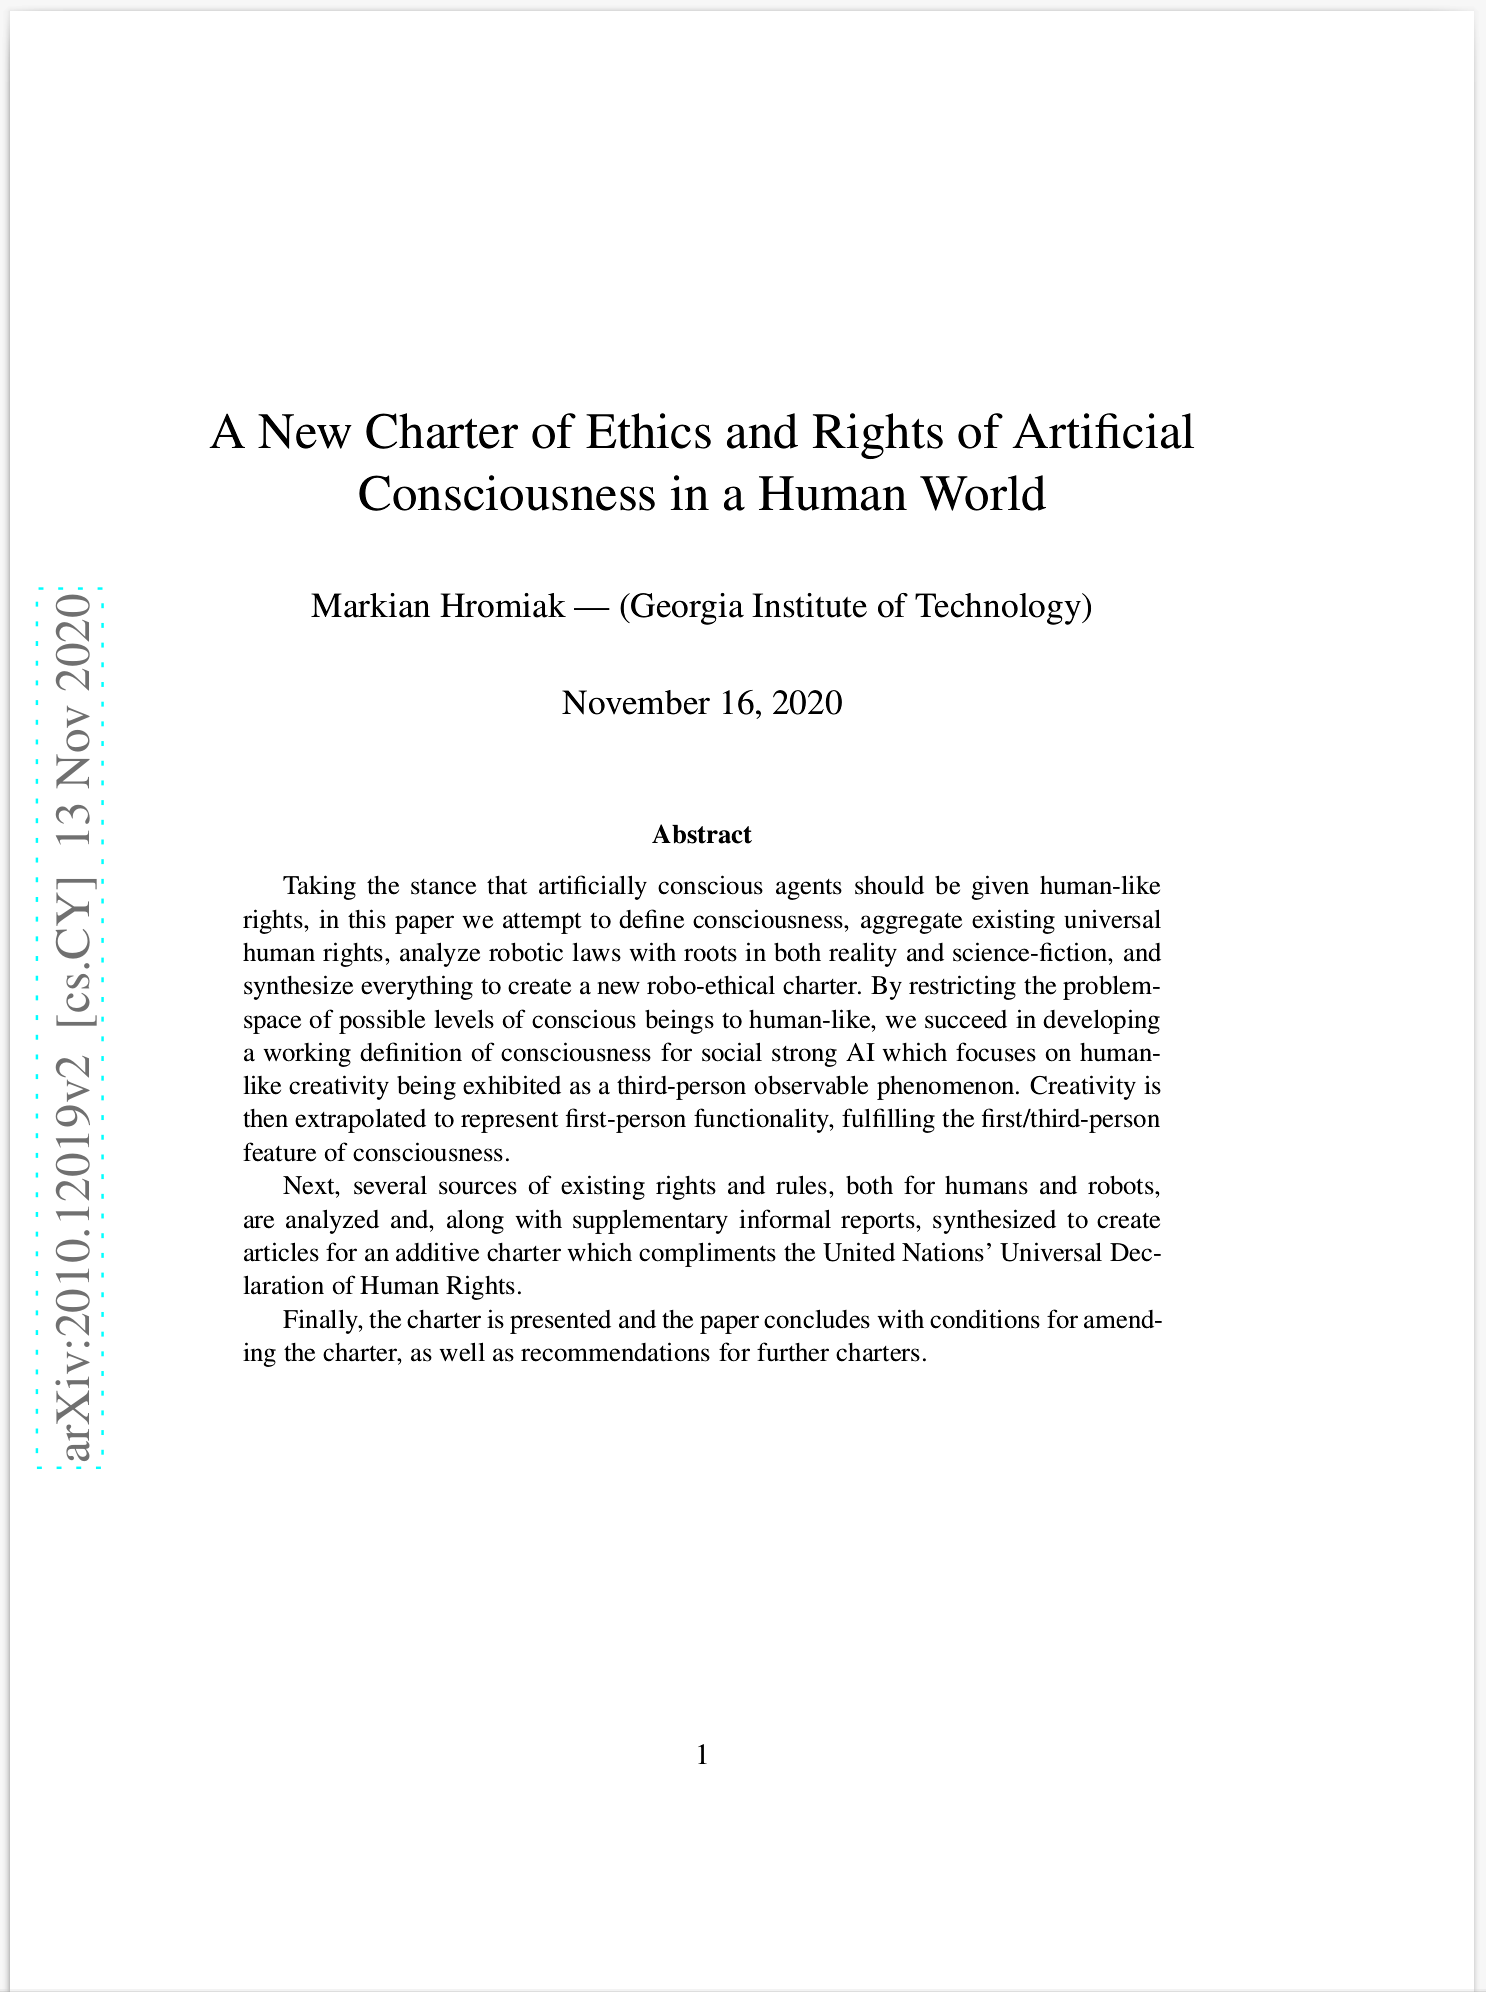 A New Charter of Ethics and Rights of Artificial
Consciousness in a Human World
Markian Hromiak — (Georgia Institute of Technology)
November 16, 2020
Abstract
Taking the stance that artificially conscious agents should be given human-like
rights, in this paper we attempt to define consciousness, aggregate existing universal
human rights, analyze robotic laws with roots in both reality and science-fiction, and
synthesize everything to create a new robo-ethical charter. By restricting the problem-
space of possible levels of conscious beings to human-like, we succeed in developing
a working definition of consciousness for social strong AI which focuses on human-
like creativity being exhibited as a third-person observable phenomenon. Creativity is
then extrapolated to represent first-person functionality, fulfilling the first/third-person
feature of consciousness.
Next, several sources of existing rights and rules, both for humans and robots,
are analyzed and, along with supplementary informal reports, synthesized to create
articles for an additive charter which compliments the United Nations’ Universal Dec-
laration of Human Rights.
Finally, the charter is presented and the paper concludes with conditions for amend-
ing the charter, as well as recommendations for further charters.
1
arXiv:2010.12019v2 [cs.CY] 13 Nov 2020